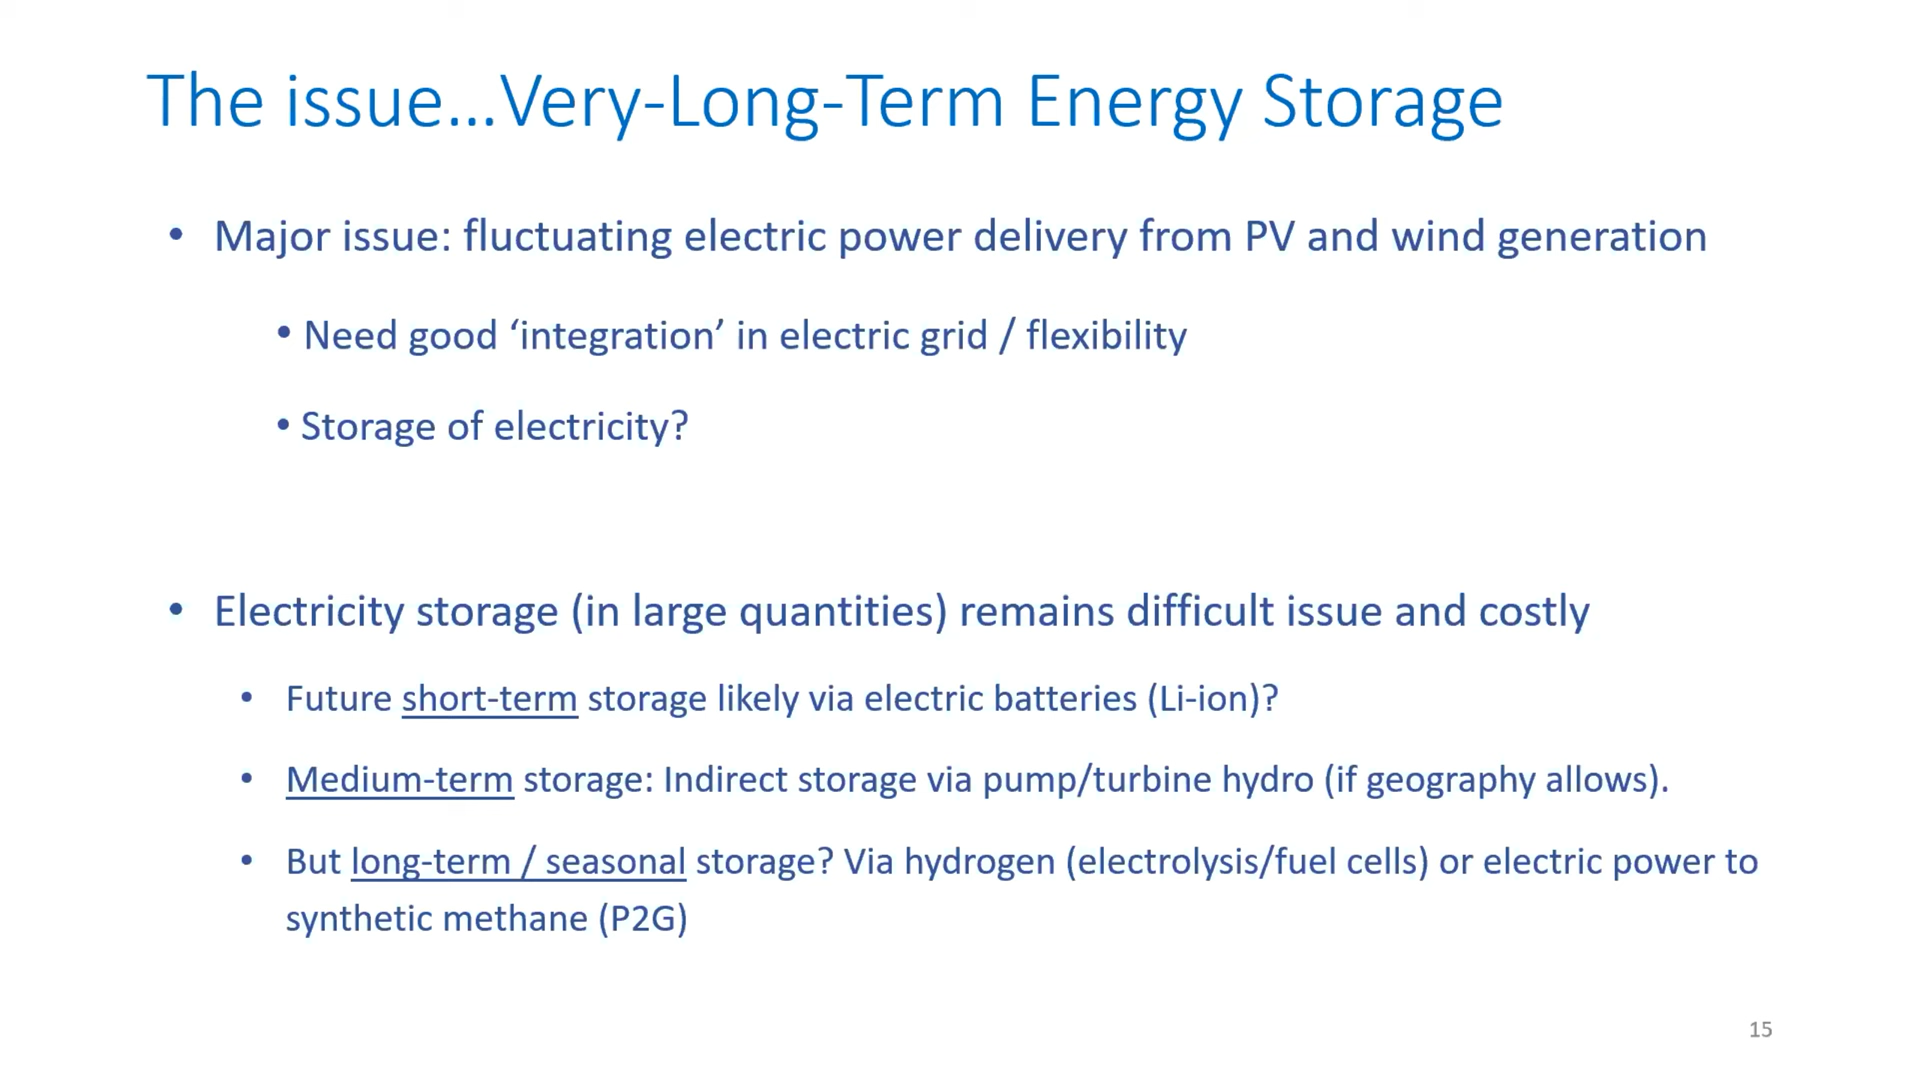 The issue...Very-Long-Term Energy Storage
• Major issue: fluctuating electric power delivery from PV and wind generation
• Need good ‘integration’ in electric grid / flexibility
• Storage of electricity?
• Electricity storage (in large quantities) remains difficult issue and costly
• Future short-term storage likely via electric batteries (Li-ion)?
• Medium-term storage: Indirect storage via pump/turbine hydro (if geography allows).
• But long-term / seasonal storage? Via hydrogen (electrolysis/fuel cells) or electric power to
synthetic methane (P2G)
15